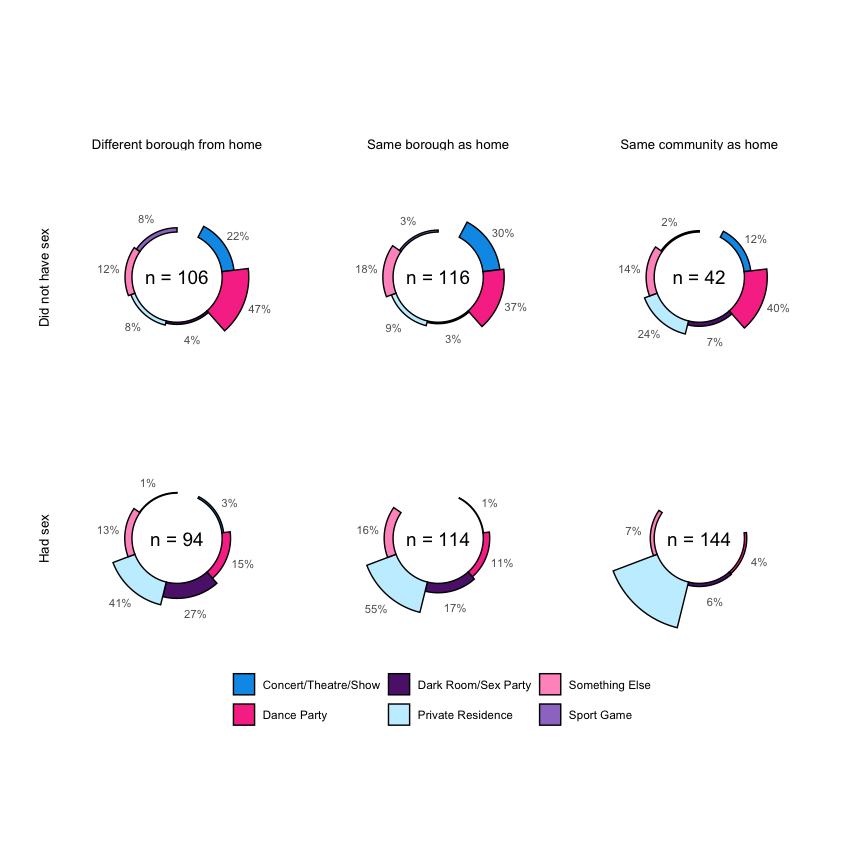 Different borough from home
Same borough as home
Same community as home
Did not have sex
8%
22%
12%
n = 106
47%
8%
4%
3%
30%
18%
n = 116
37%
9%
3%
2%
12%
14%
n = 42
40%
24%
7%
Had sex
1%
3%
13%
n = 94
15%
41%
27%
1%
16%
n = 114
11%
55%
17%
7%
n = 144
4%
6%
Concert/Theatre/Show
Dark Room/Sex Party
Something Else
Dance Party
Private Residence
Sport Game